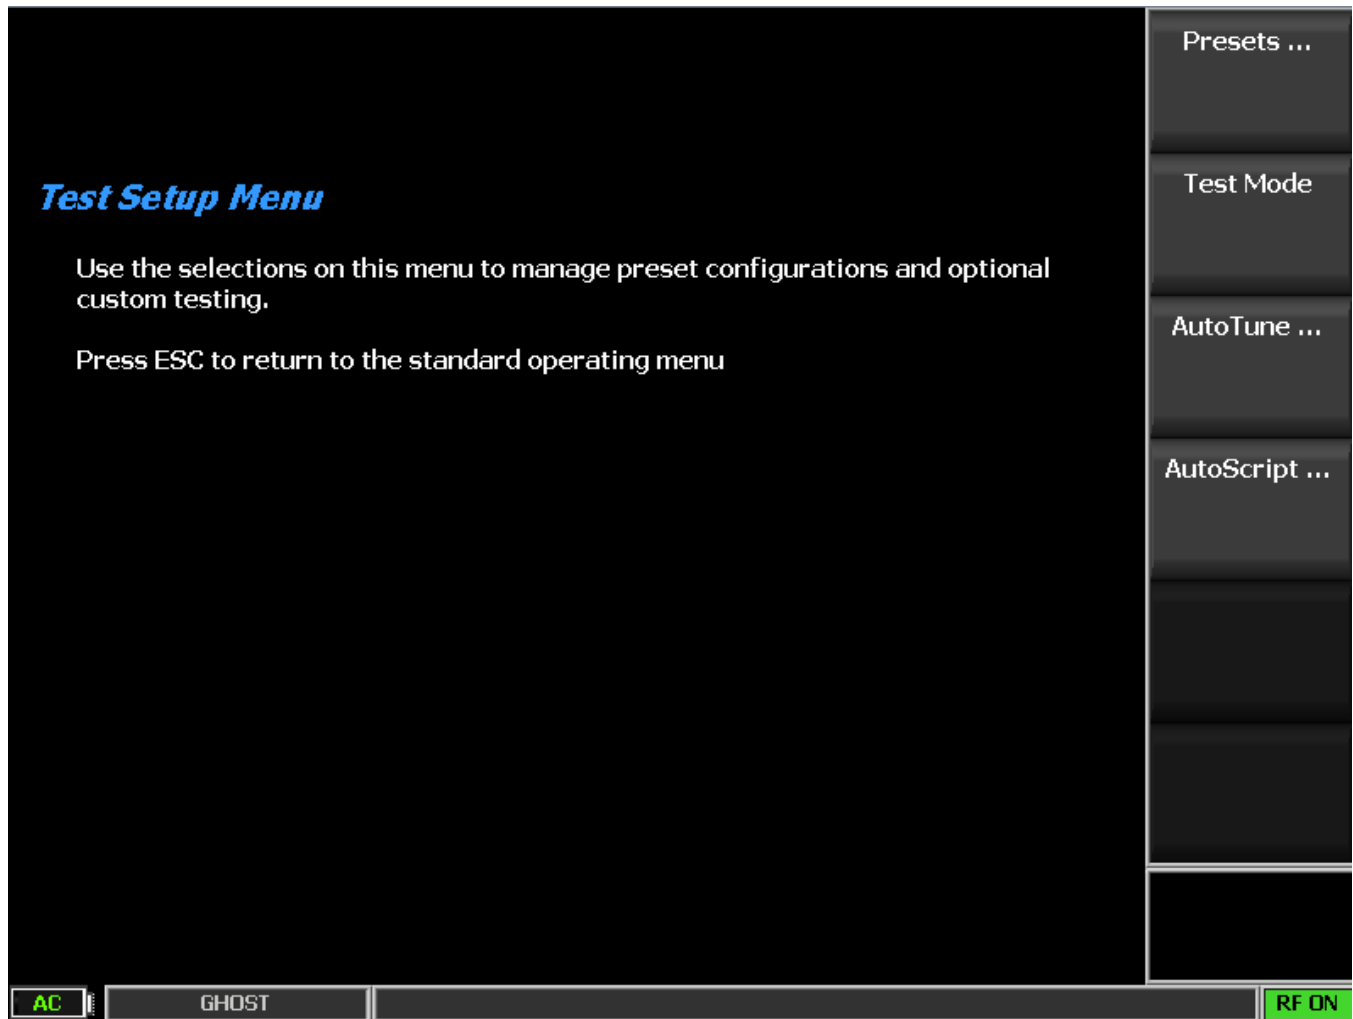 Presets ...
Test Mode
AutoTune ...
AutoScript ...
Test Setup Menu
Use the selections on this menu to manage preset configurations and optional
custom testing.
Press ESC to return to the standard operating menu
AC
GHOST
RF ON